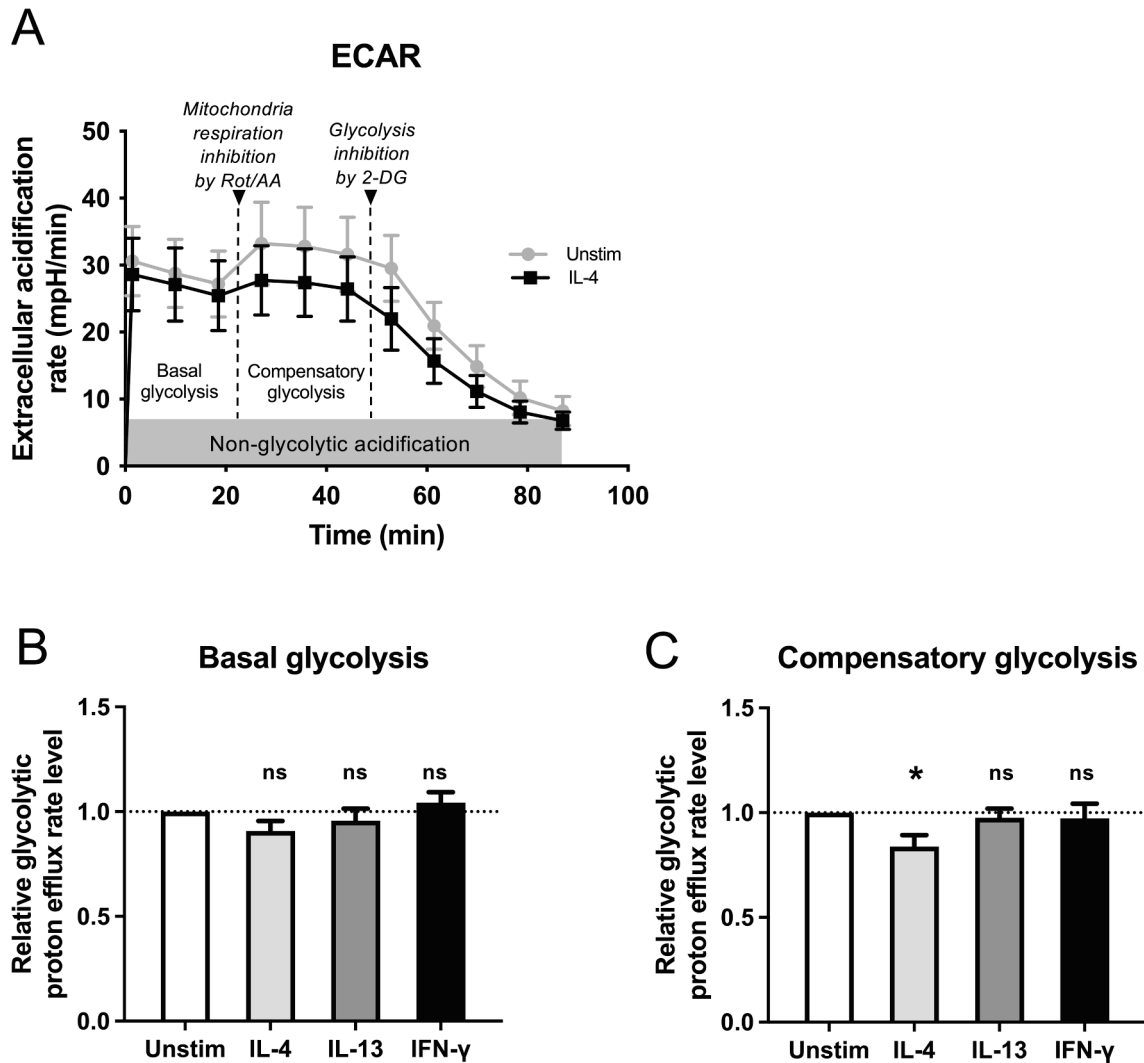 A
ECAR
Mitochondria
respiration
inhibition
by Rot/AA
Glycolysis
inhibition
by 2-DG
Extracellular acidification
rate (mpH/min)
50
40
30
20
10
0
Unstim
IL-4
Basal
glycolysis
Compensatory
glycolysis
Non-glycolytic acidification
0
20
40
60
80
100
Time (min)
B
Basal glycolysis
Relative glycolytic
proton efflux rate level
1.5
1.0
0.5
0.0
ns
ns
ns
Unstim
IL-4
IL-13
IFN-γ
C
Compensatory glycolysis
Relative glycolytic
proton efflux rate level
1.5
1.0
0.5
0.0
*
ns
ns
Unstim
IL-4
IL-13
IFN-γ